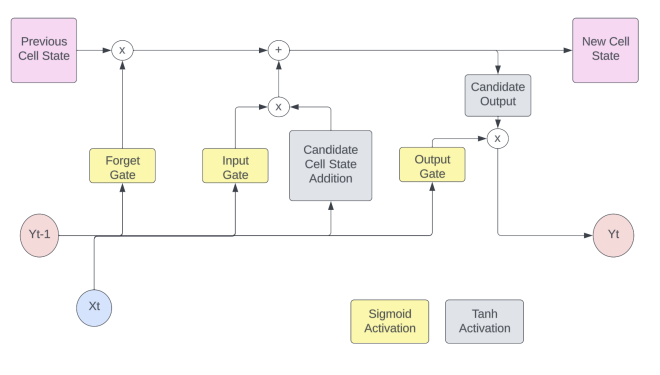 Previous
Cell State
x
+
New Cell
State
Candidate
Output
x
x
Forget
Gate
Input
Gate
Candidate
Cell State
Addition
Output
Gate
Yt-1
Yt
Xt
Sigmoid
Activation
Tanh
Activation